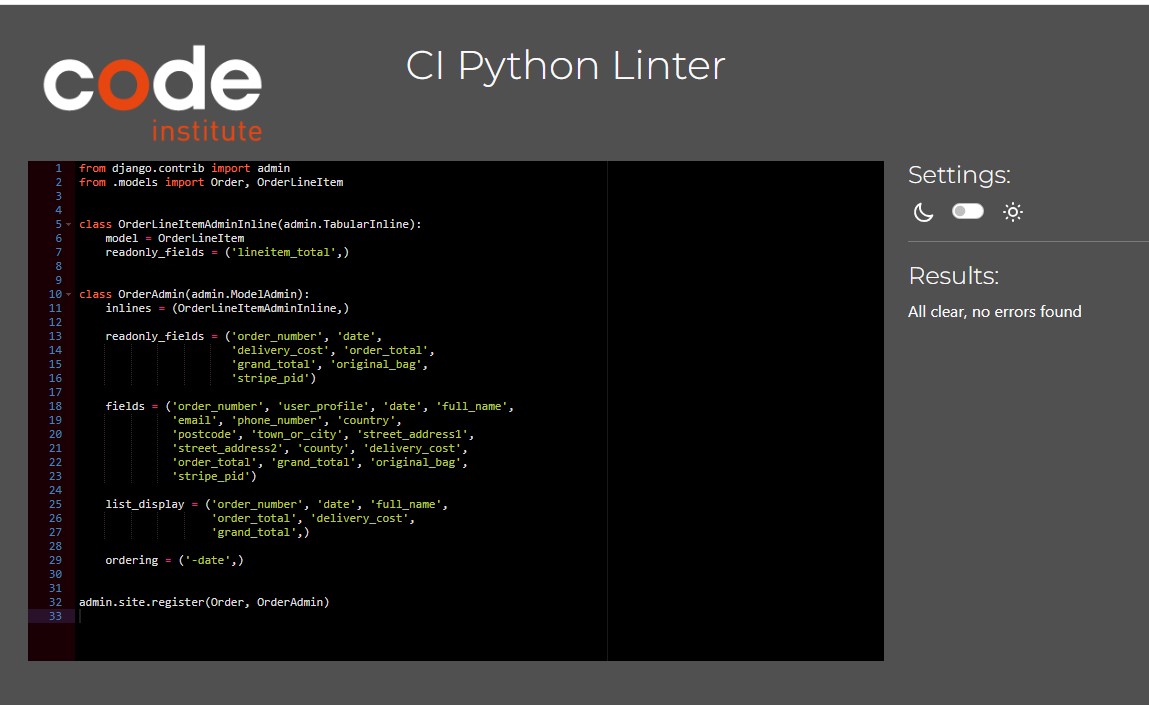 code
institute
CI Python Linter
1 from django.contrib import admin
2 from .models import Order, OrderLineItem
3
4
5 class OrderLineItemAdminInline(admin.TabularInline):
6     model = OrderLineItem
7     readonly_fields = ('lineitem_total',)
8
9
10 class OrderAdmin(admin.ModelAdmin):
11     inlines = (OrderLineItemAdminInline,)
12
13     readonly_fields = ('order_number', 'date',
14                        'delivery_cost', 'order_total',
15                        'grand_total', 'original_bag',
16                        'stripe_pid')
17
18     fields = ('order_number', 'user_profile', 'date', 'full_name',
19               'email', 'phone_number', 'country',
20               'postcode', 'town_or_city', 'street_address1',
21               'street_address2', 'county', 'delivery_cost',
22               'order_total', 'grand_total', 'original_bag',
23               'stripe_pid')
24
25     list_display = ('order_number', 'date', 'full_name',
26                     'order_total', 'delivery_cost',
27                     'grand_total',)
28
29     ordering = ('-date',)
30
31
32 admin.site.register(Order, OrderAdmin)
33
Settings:
Results:
All clear, no errors found